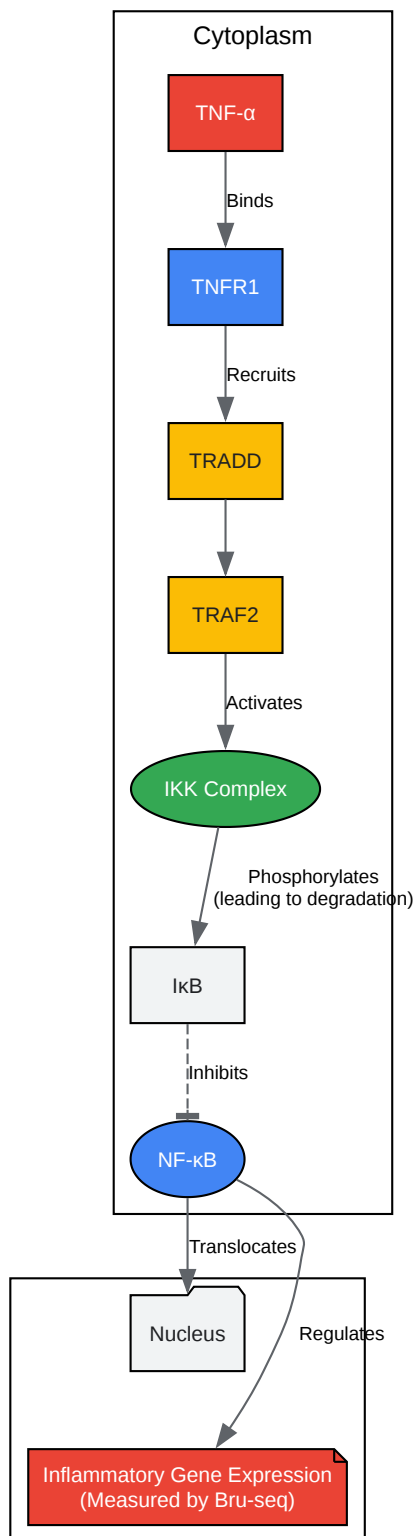 Cytoplasm
TNF-α
Binds
TNFR1
Recruits
TRADD
TRAF2
Activates
IKK Complex
Phosphorylates
(leading to degradation)
IκB
Inhibits
NF-κB
Translocates
Nucleus
Regulates
Inflammatory Gene Expression
(Measured by Bru-seq)